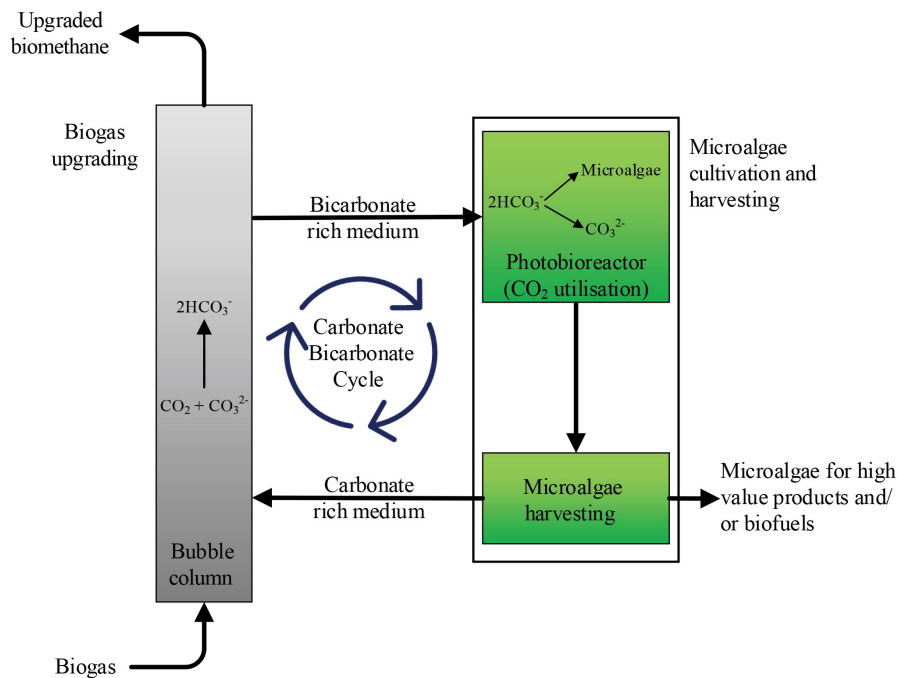 Upgraded
biomethane
Biogas
upgrading
2HCO₃⁻
CO₂ + CO₃²⁻
Bubble
column
Biogas
Bicarbonate
rich medium
Carbonate
Bicarbonate
Cycle
Carbonate
rich medium
Microalgae
2HCO₃⁻
CO₃²⁻
Photobioreactor
(CO₂ utilisation)
Microalgae
harvesting
Microalgae
cultivation and
harvesting
Microalgae for high
value products and/
or biofuels